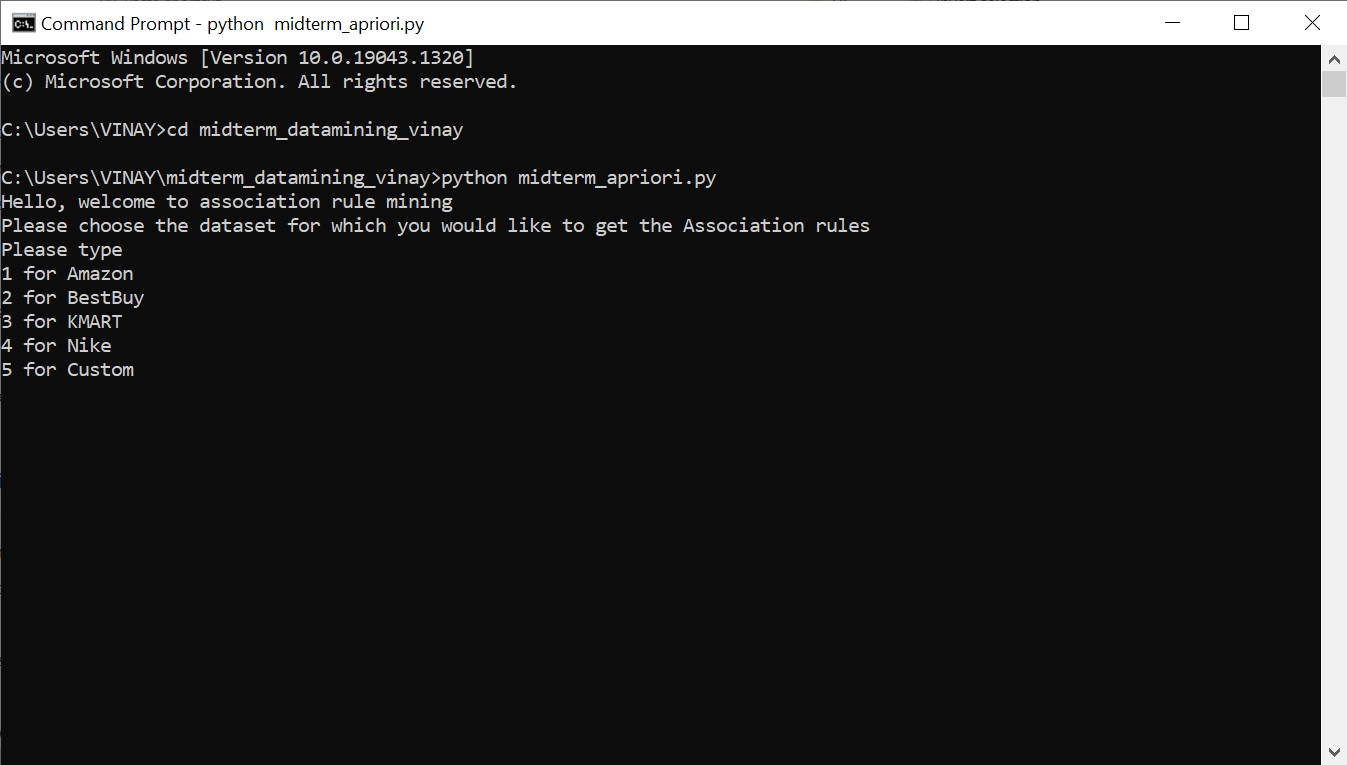 Command Prompt - python  midterm_apriori.py
Microsoft Windows [Version 10.0.19043.1320]
(c) Microsoft Corporation. All rights reserved.
C:\Users\VINAY>cd midterm_datamining_vinay
C:\Users\VINAY\midterm_datamining_vinay>python midterm_apriori.py
Hello, welcome to association rule mining
Please choose the dataset for which you would like to get the Association rules
Please type
1 for Amazon
2 for BestBuy
3 for KMART
4 for Nike
5 for Custom